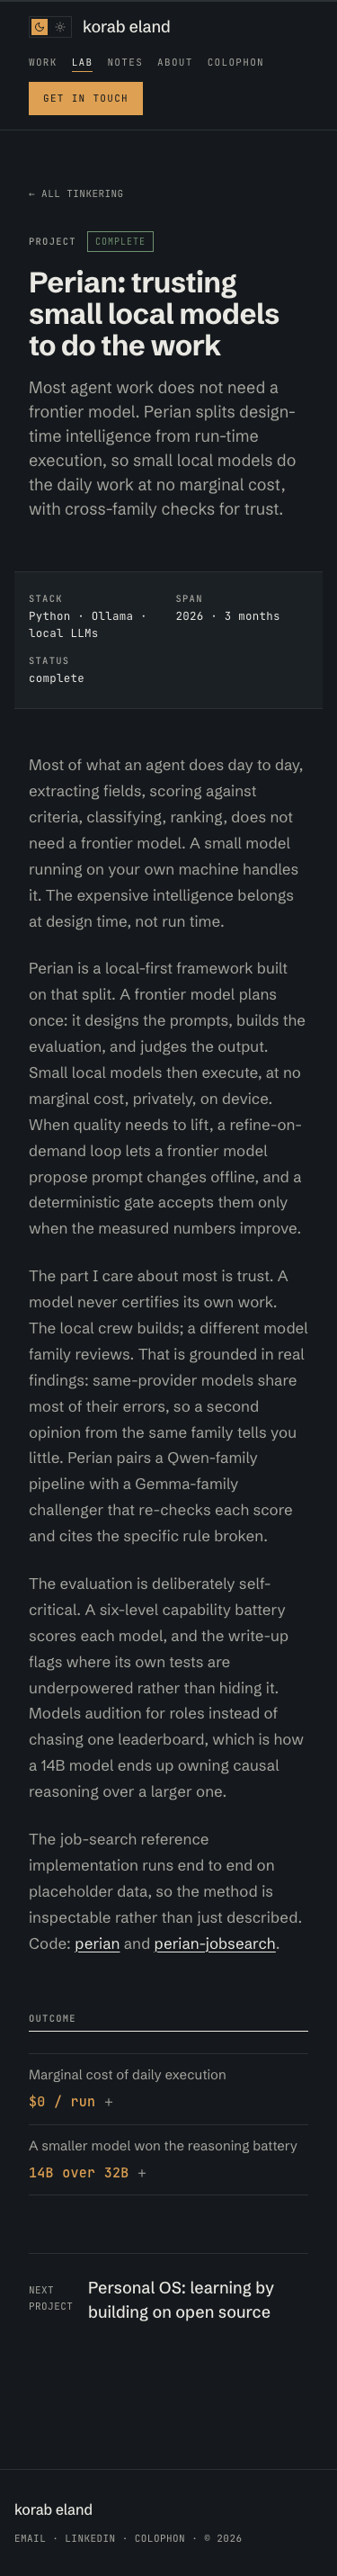 korab eland
WORK LAB NOTES ABOUT COLOPHON
GET IN TOUCH
← ALL TINKERING
PROJECT COMPLETE
Perian: trusting
small local models
to do the work
Most agent work does not need a
frontier model. Perian splits design-
time intelligence from run-time
execution, so small local models do
the daily work at no marginal cost,
with cross-family checks for trust.
STACK
Python · Ollama ·
local LLMs
SPAN
2026 · 3 months
STATUS
complete
Most of what an agent does day to day,
extracting fields, scoring against
criteria, classifying, ranking, does not
need a frontier model. A small model
running on your own machine handles
it. The expensive intelligence belongs
at design time, not run time.
Perian is a local-first framework built
on that split. A frontier model plans
once: it designs the prompts, builds the
evaluation, and judges the output.
Small local models then execute, at no
marginal cost, privately, on device.
When quality needs to lift, a refine-on-
demand loop lets a frontier model
propose prompt changes offline, and a
deterministic gate accepts them only
when the measured numbers improve.
The part I care about most is trust. A
model never certifies its own work.
The local crew builds; a different model
family reviews. That is grounded in real
findings: same-provider models share
most of their errors, so a second
opinion from the same family tells you
little. Perian pairs a Qwen-family
pipeline with a Gemma-family
challenger that re-checks each score
and cites the specific rule broken.
The evaluation is deliberately self-
critical. A six-level capability battery
scores each model, and the write-up
flags where its own tests are
underpowered rather than hiding it.
Models audition for roles instead of
chasing one leaderboard, which is how
a 14B model ends up owning causal
reasoning over a larger one.
The job-search reference
implementation runs end to end on
placeholder data, so the method is
inspectable rather than just described.
Code: perian and perian-jobsearch.
OUTCOME
Marginal cost of daily execution
$0 / run +
A smaller model won the reasoning battery
14B over 32B +
NEXT
PROJECT
Personal OS: learning by
building on open source
korab eland
EMAIL · LINKEDIN · COLOPHON · © 2026